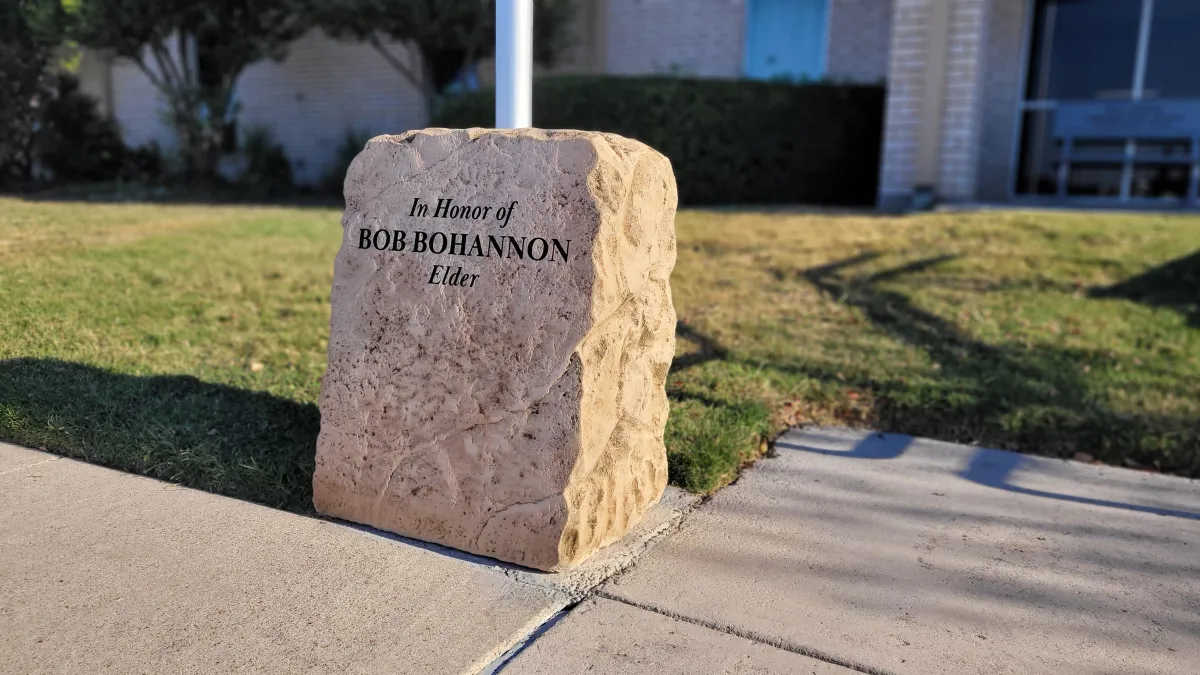 In Honor of
BOB BOHANNON
Elder